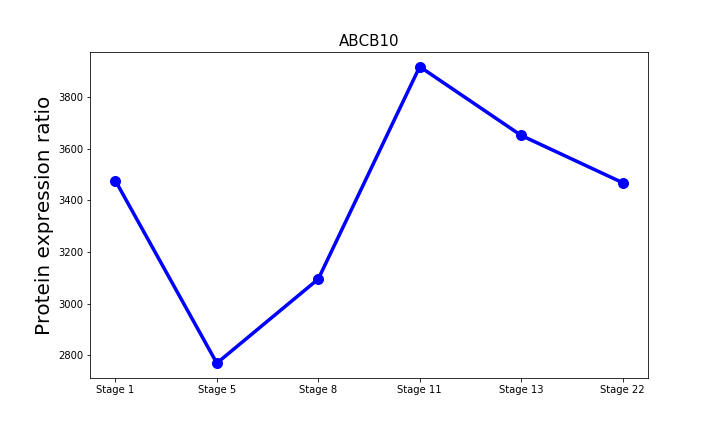 ABCB10
Protein expression ratio
3800
3600
3400
3200
3000
2800
Stage 1 Stage 5 Stage 8 Stage 11 Stage 13 Stage 22